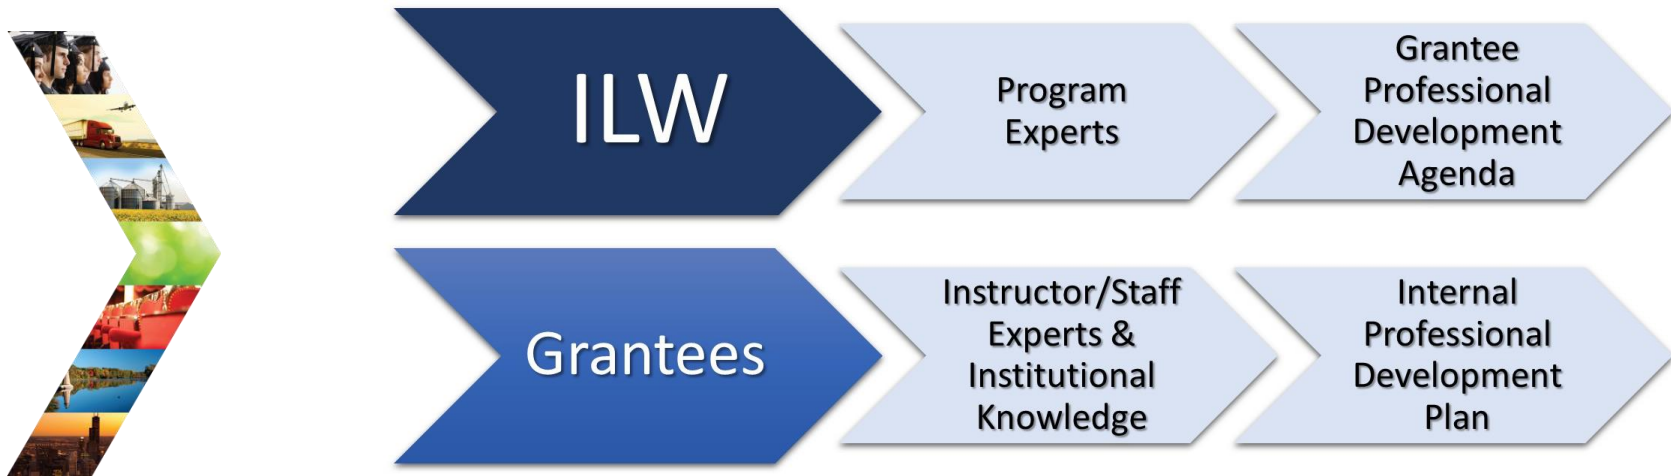 ILW
Program
Experts
Grantee
Professional
Development
Agenda
Grantees
Instructor/Staff
Experts &
Institutional
Knowledge
Internal
Professional
Development
Plan